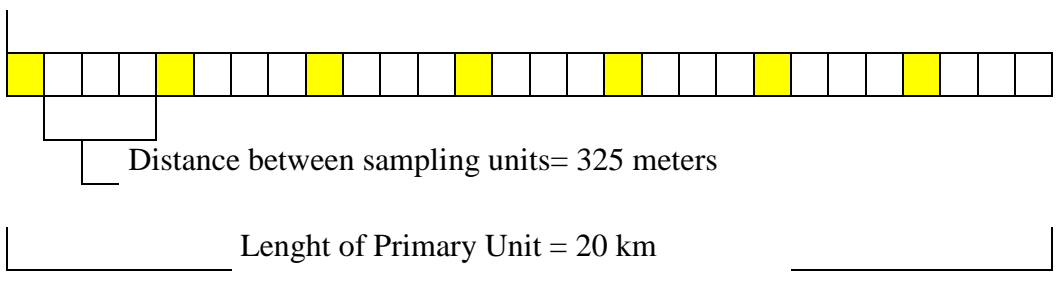 Distance between sampling units= 325 meters
Lenght of Primary Unit = 20 km